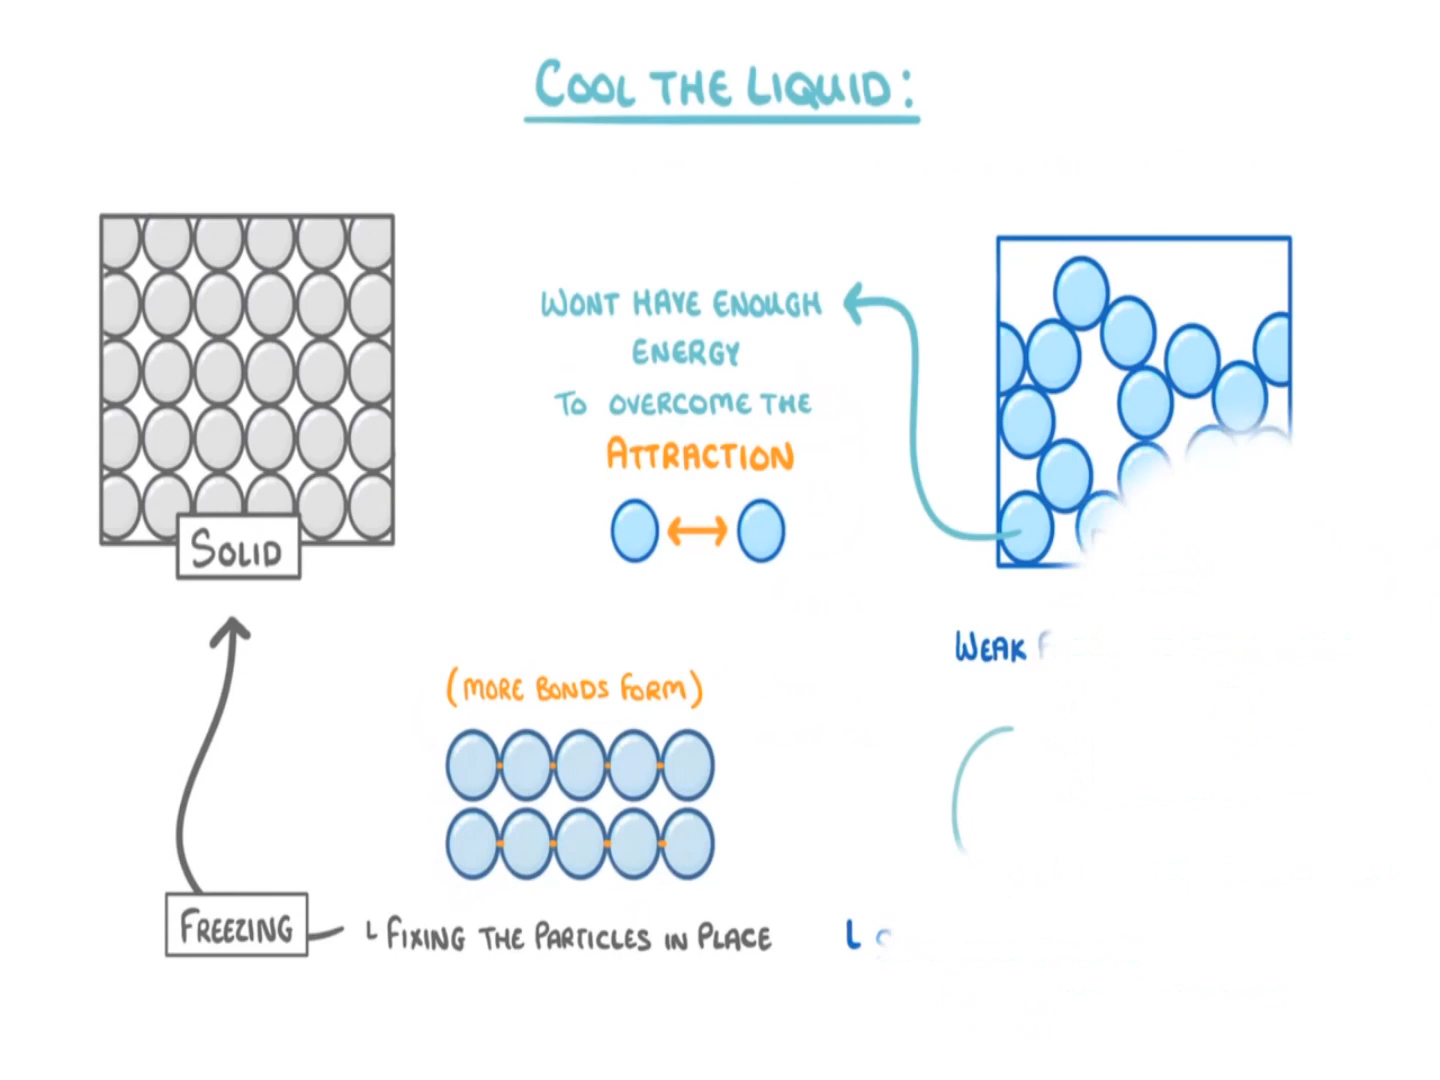 COOL THE LIQUID:
WONT HAVE ENOUGH
ENERGY
TO OVERCOME THE
ATTRACTION
SOLID
WEAK
(MORE BONDS FORM)
FREEZING
FIXING THE PARTICLES IN PLACE